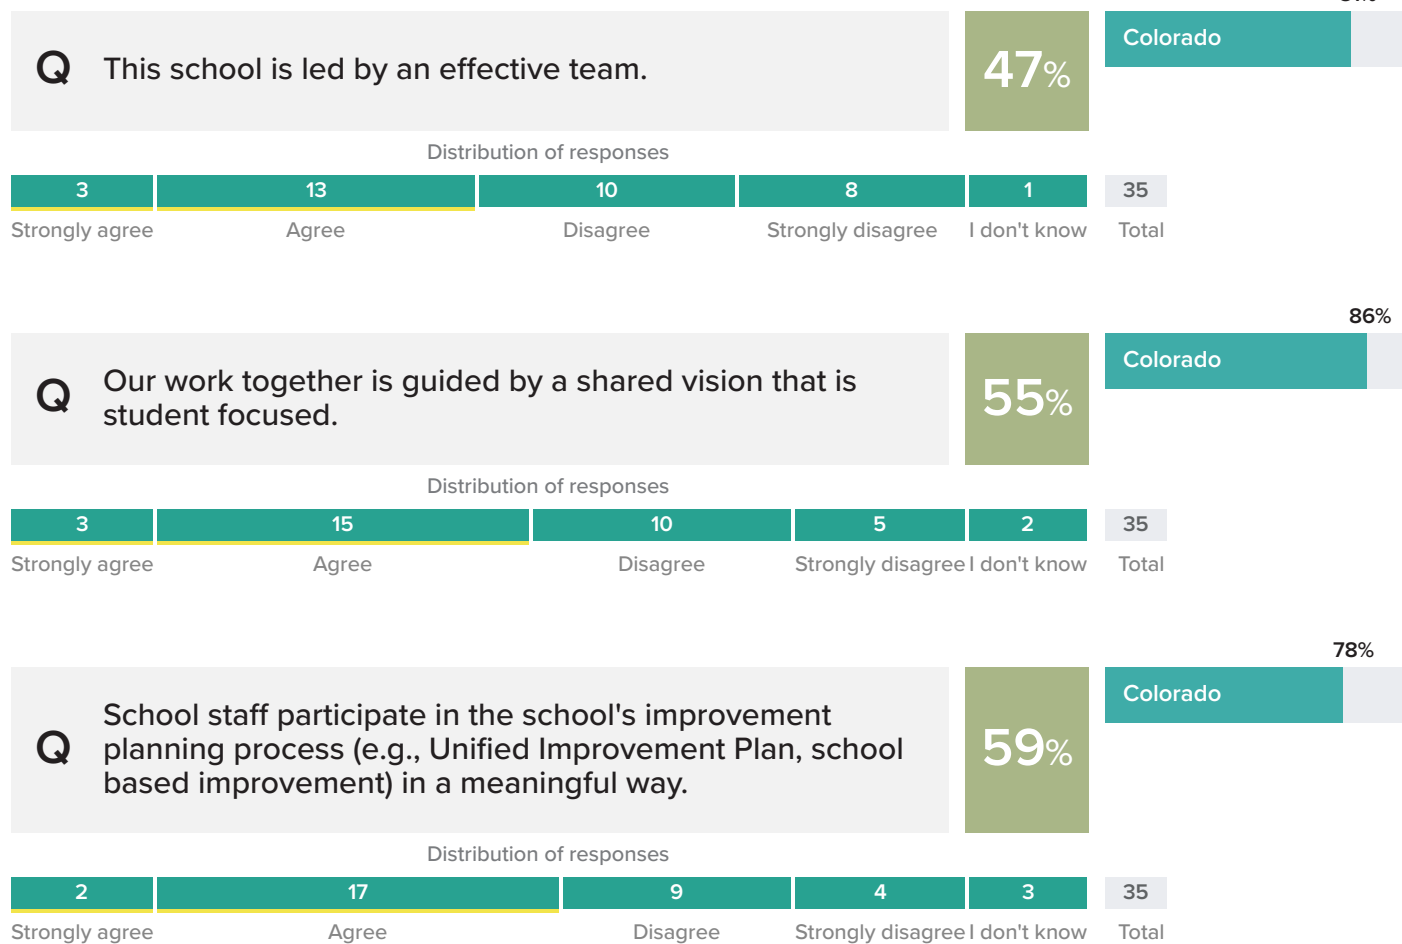 Q This school is led by an effective team.
47%
Colorado
Distribution of responses
3 13 10 8 1 35
Strongly agree Agree Disagree Strongly disagree I don't know Total
86%
Q Our work together is guided by a shared vision that is
student focused.
55%
Colorado
Distribution of responses
3 15 10 5 2 35
Strongly agree Agree Disagree Strongly disagree I don't know Total
78%
Q School staff participate in the school's improvement
planning process (e.g., Unified Improvement Plan, school
based improvement) in a meaningful way.
59%
Colorado
Distribution of responses
2 17 9 4 3 35
Strongly agree Agree Disagree Strongly disagree I don't know Total